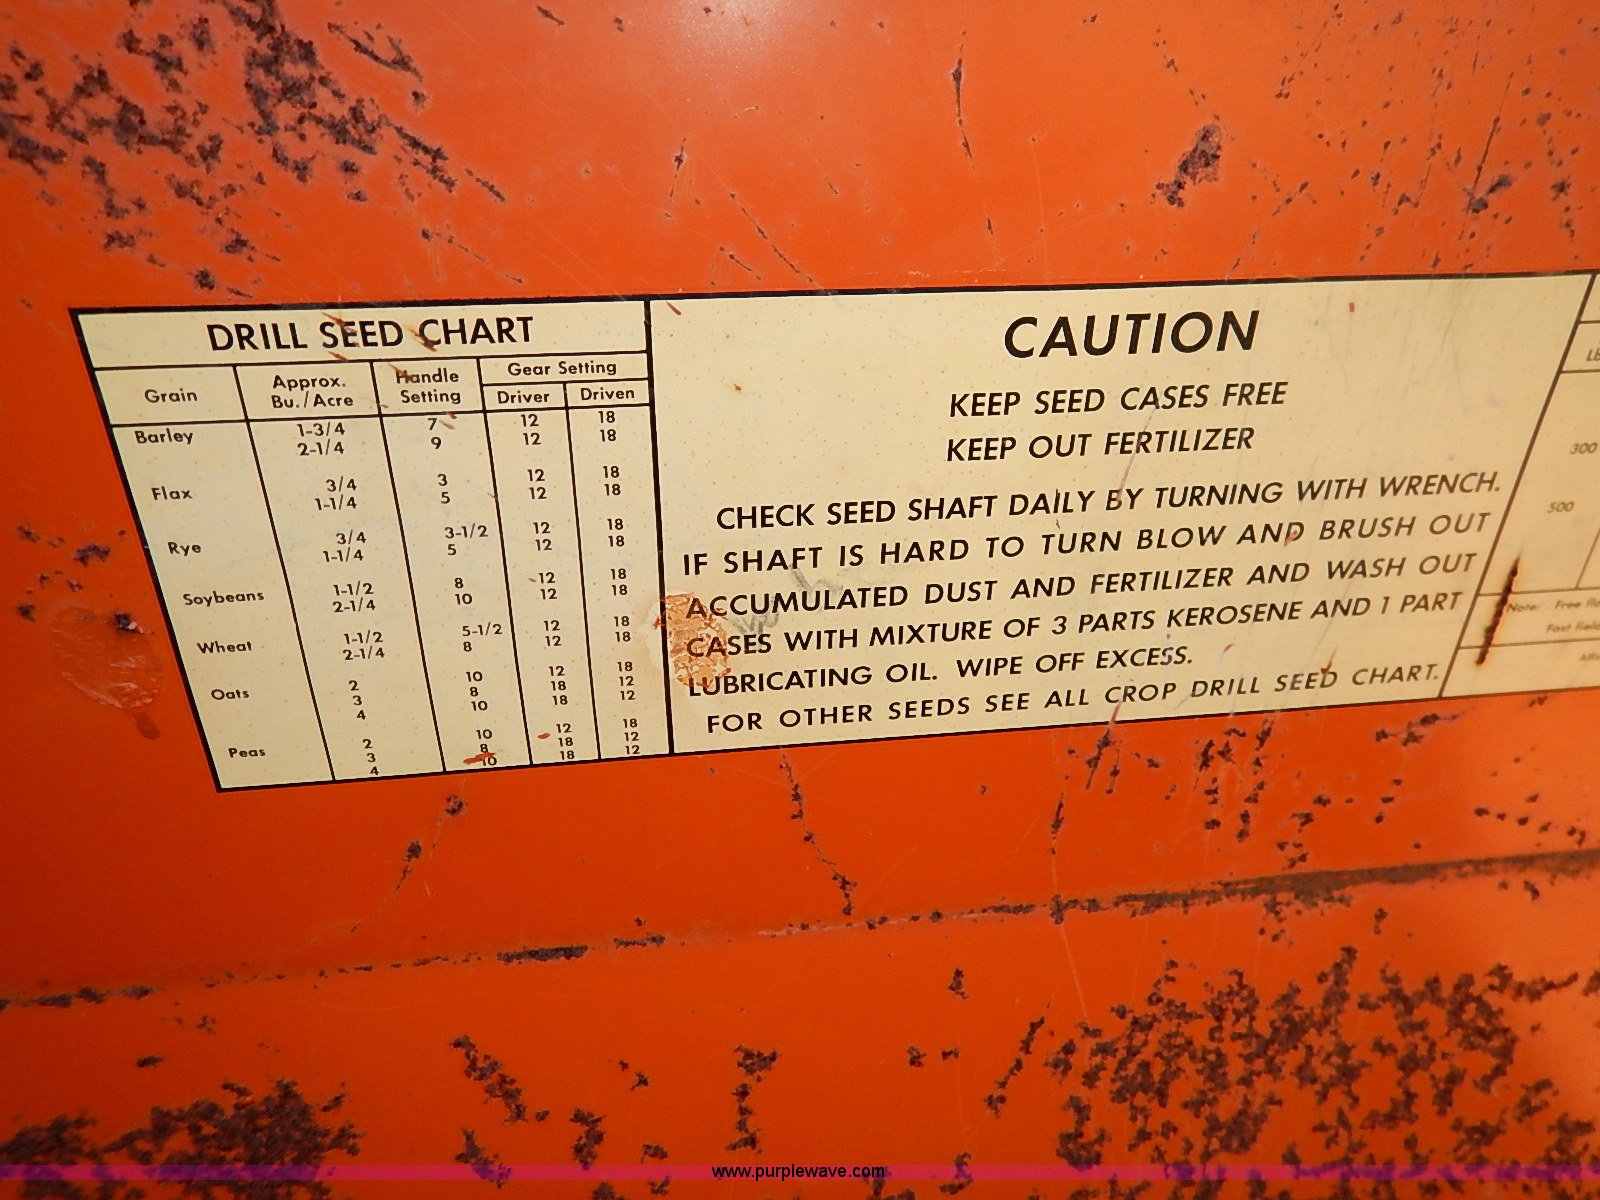 DRILL SEED CHART
Grain Approx. Bu./Acre Handle Setting Gear Setting
Driver Driven
Barley 1-3/4 7 12 18
2-1/4 9 12 18
Flax 3/4 3 12 18
1-1/4 5 12 18
Rye 3/4 3-1/2 12 18
1-1/4 5 12 18
Soybeans 1-1/2 8 12 18
2-1/4 10 12 18
Wheat 1-1/2 5-1/2 12 18
2-1/4 8 12 18
Oats 2 10 12 18
3 8 18 12
4 10 18 12
Peas 2 10 12 18
3 8 18 12
4 10 18 12
CAUTION
KEEP SEED CASES FREE
KEEP OUT FERTILIZER
CHECK SEED SHAFT DAILY BY TURNING WITH WRENCH.
IF SHAFT IS HARD TO TURN BLOW AND BRUSH OUT
ACCUMULATED DUST AND FERTILIZER AND WASH OUT
CASES WITH MIXTURE OF 3 PARTS KEROSENE AND 1 PART
LUBRICATING OIL. WIPE OFF EXCESS.
FOR OTHER SEEDS SEE ALL CROP DRILL SEED CHART.
300
500
Note: Free
Fast
www.purplewave.com